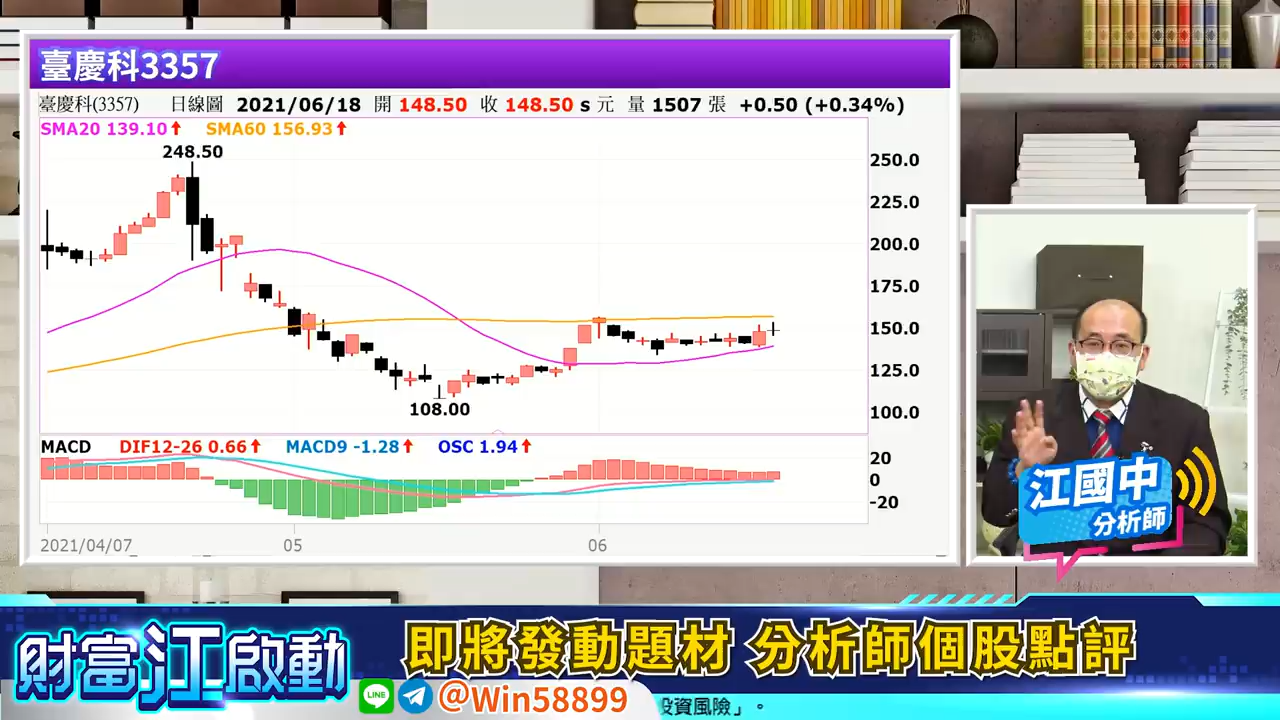 臺慶科3357
臺慶科(3357) 日線圖 2021/06/18 開 148.50 收 148.50 s 元 量 1507 張 +0.50 (+0.34%)
SMA20 139.10 SMA60 156.93
248.50
250.0
225.0
200.0
175.0
150.0
125.0
100.0
108.00
MACD DIF12-26 0.66 MACD9 -1.28 OSC 1.94
20
0
-20
2021/04/07 05 06
江國中
分析師
即將發動題材 分析師個股點評
財富江啟動
LINE @Win58899
投資風險」。